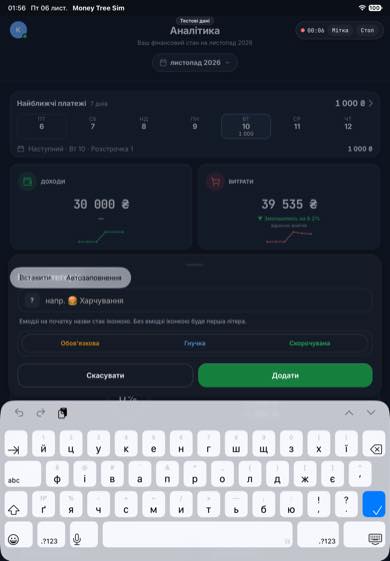 01:56 Пт 06 лист. Money Tree Sim 100
Тестові дані
К
Аналітика
Ваш фінансовий стан на листопад 2026
00:06 Мітка Стоп
листопад 2026
Найближчі платежі 7 днів 1 000 ₴
ПТ СБ НД ПН ВТ СР ЧТ
6 7 8 9 10 11 12
1 000
Наступний · Вт 10 · Розстрочка 1 1 000 ₴
ДОХОДИ
30 000 ₴
ВИТРАТИ
39 535 ₴
Вставити Автозаповнення
? напр. 🍔 Харчування
Емодзі на початку назви стає іконкою. Без емодзі іконкою буде перша літера.
Обов'язкова Гнучка Скорочувана
Скасувати Додати
й ц у к е н г ш щ з х ї
abc ф і в а п р о л д ж є '
ґ я ч с м и т ь б ю ! , ? .
.?123 .?123